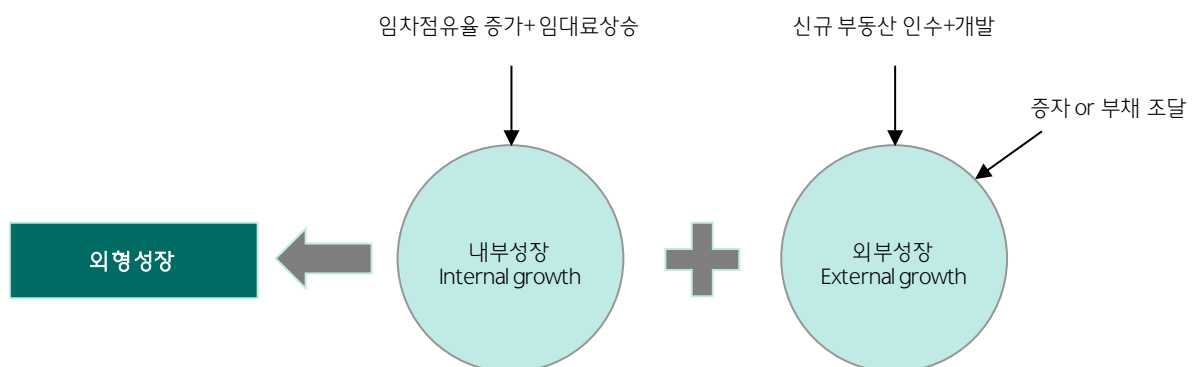 임차점유율 증가+ 임대료상승
신규 부동산 인수+개발
증자 or 부채 조달
외형성장
내부성장
Internal growth
외부성장
External growth